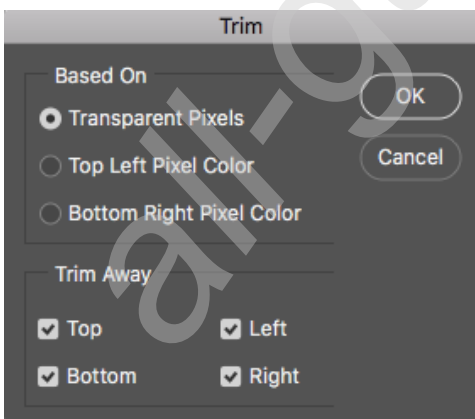 Trim
Based On
Transparent Pixels
Top Left Pixel Color
Bottom Right Pixel Color
OK
Cancel
Trim Away
Top
Left
Bottom
Right
all-g